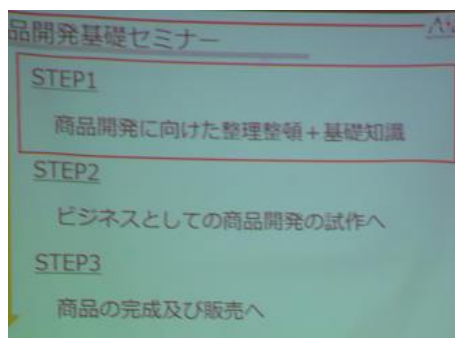 品開発基礎セミナー
STEP1
商品開発に向けた整理整頓+基礎知識
STEP2
ビジネスとしての商品開発の試作へ
STEP3
商品の完成及び販売へ